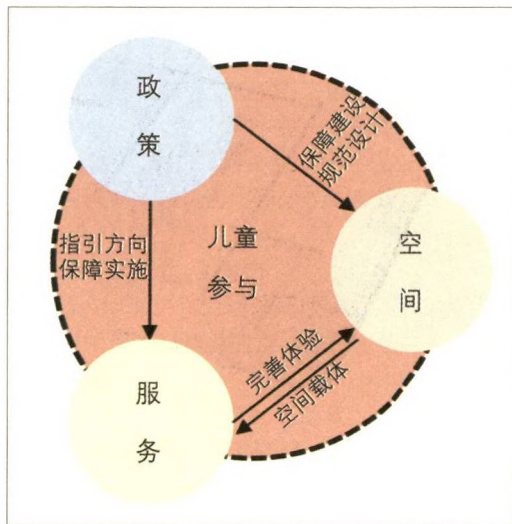 政
策
保障建设
规范设计
指引方向
保障实施
儿童
参与
空
间
完善体验
空间载体
服
务